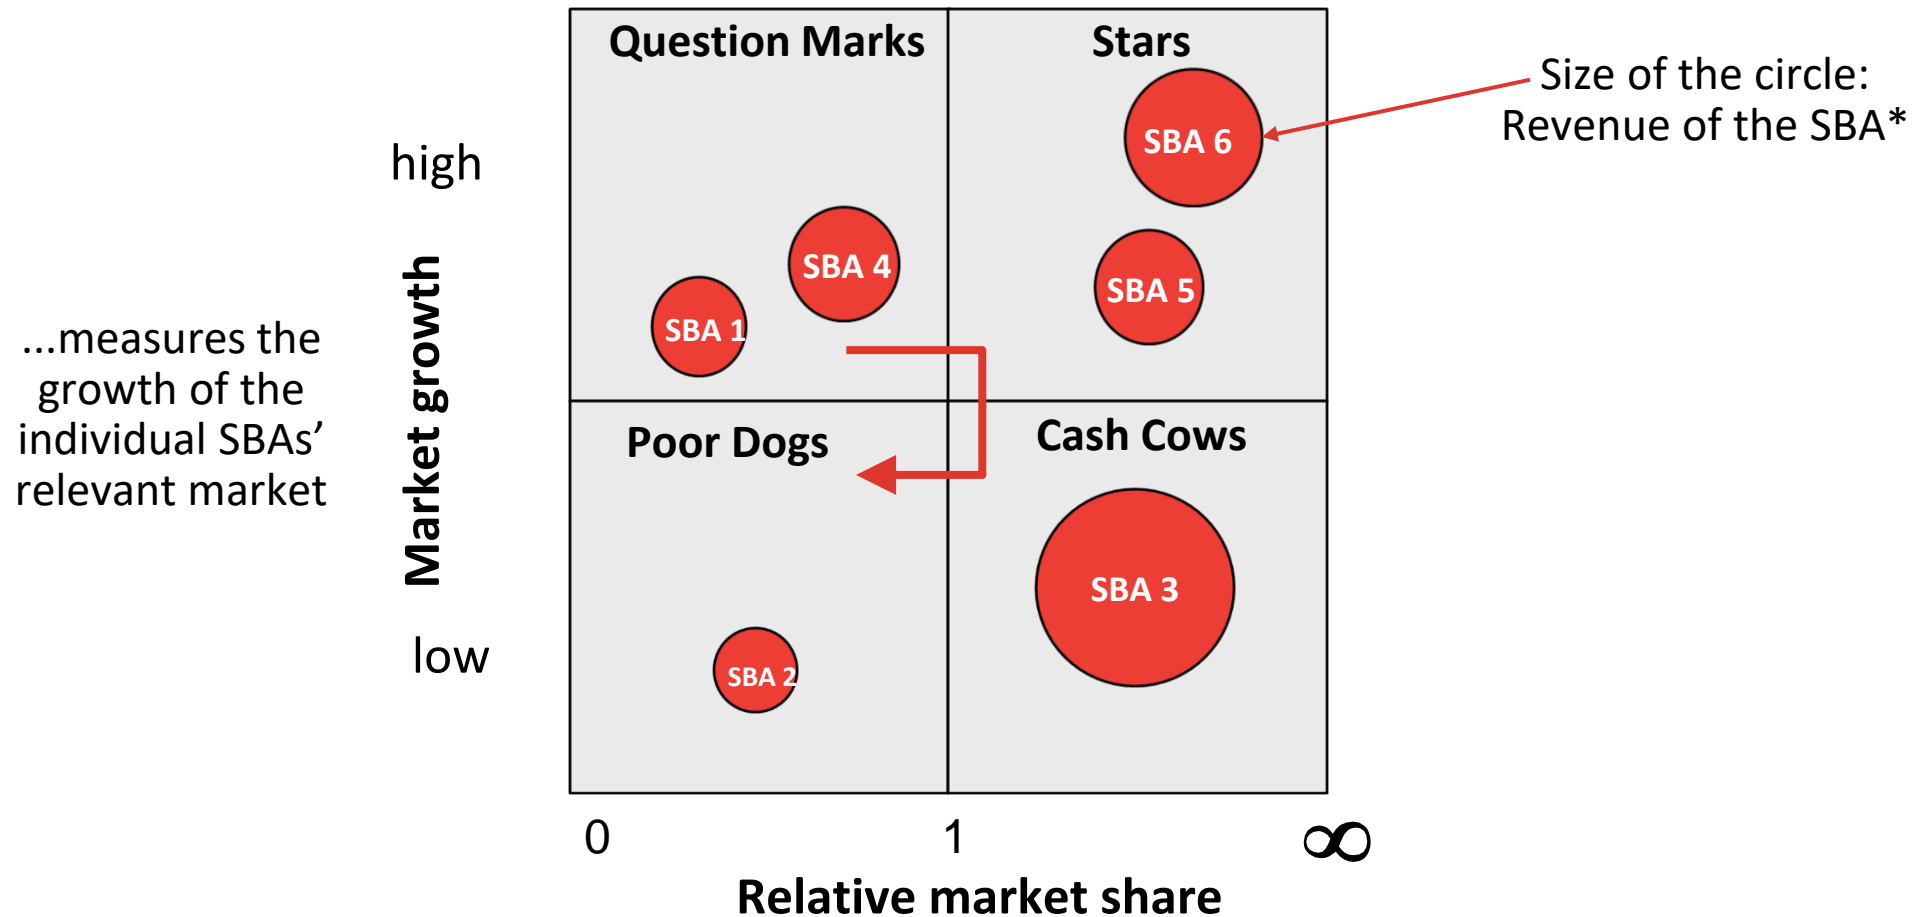 Question Marks
Stars
Size of the circle:
Revenue of the SBA*
SBA 6
high
SBA 4
SBA 5
SBA 1
Market growth
...measures the
growth of the
individual SBAs’
relevant market
Poor Dogs
Cash Cows
SBA 3
low
SBA 2
0
1
∞
Relative market share